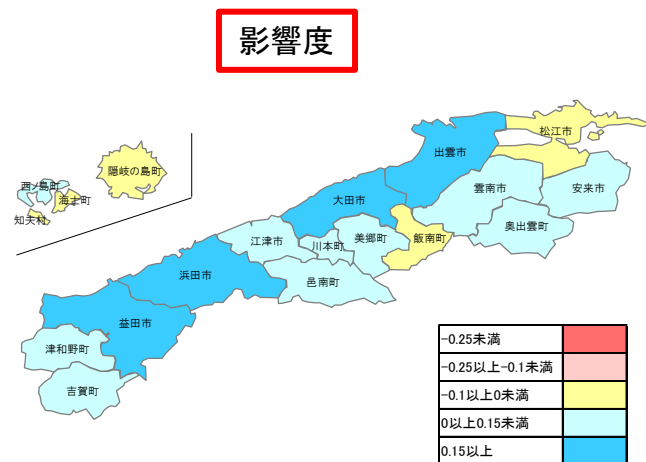 影響度
松江市
出雲市
隠岐の島町
西ノ島町
海士町
知夫村
雲南市
安来市
大田市
奥出雲町
江津市
川本町
美郷町
飯南町
浜田市
邑南町
益田市
津和野町
吉賀町
-0.25未満
-0.25以上-0.1未満
-0.1以上0未満
0以上0.15未満
0.15以上